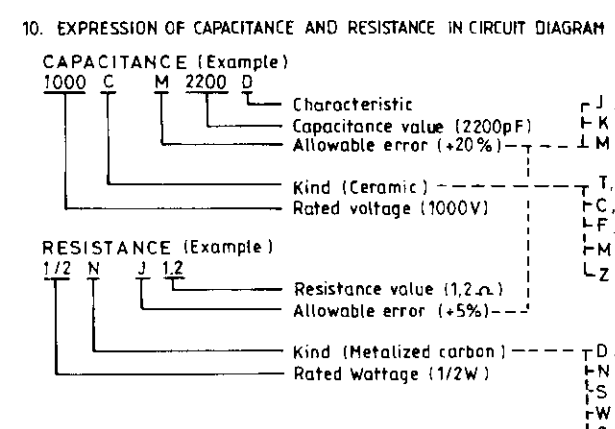 10. EXPRESSION OF CAPACITANCE AND RESISTANCE IN CIRCUIT DIAGRAM
CAPACITANCE (Example)
1000 C M 2200 D
Characteristic
Capacitance value (2200pF)
Allowable error (+20%)
Kind (Ceramic)
Rated voltage (1000V)
J
K
M
T,
C,
F
M
Z
RESISTANCE (Example)
1/2 N J 1,2
Resistance value (1,2Ω)
Allowable error (+5%)
Kind (Metalized carbon)
Rated Wattage (1/2W)
D
N
S
W